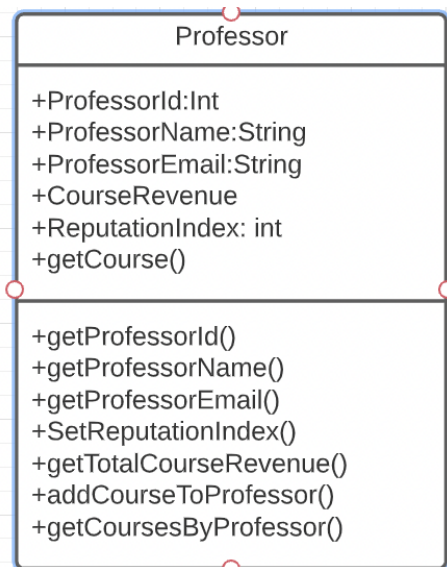 Professor
+ProfessorId:Int
+ProfessorName:String
+ProfessorEmail:String
+CourseRevenue
+ReputationIndex: int
+getCourse()
+getProfessorId()
+getProfessorName()
+getProfessorEmail()
+SetReputationIndex()
+getTotalCourseRevenue()
+addCourseToProfessor()
+getCoursesByProfessor()